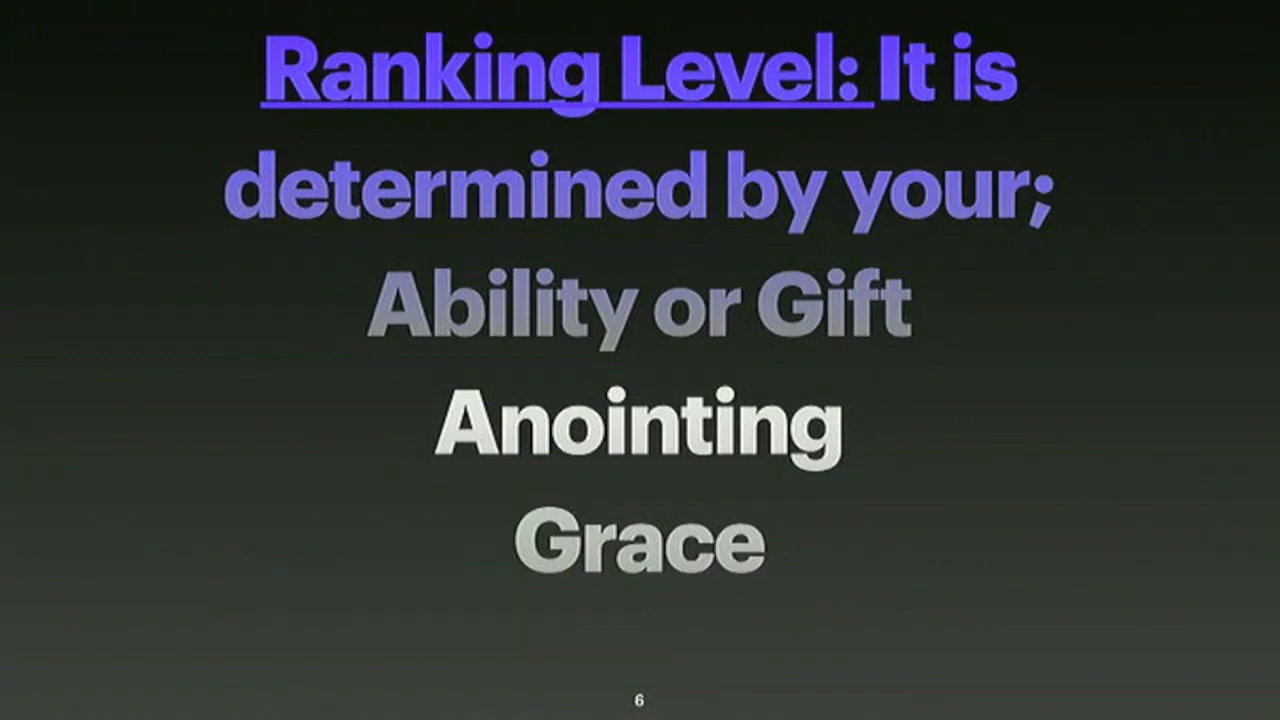 Ranking Level: It is
determined by your;
Ability or Gift
Anointing
Grace
6